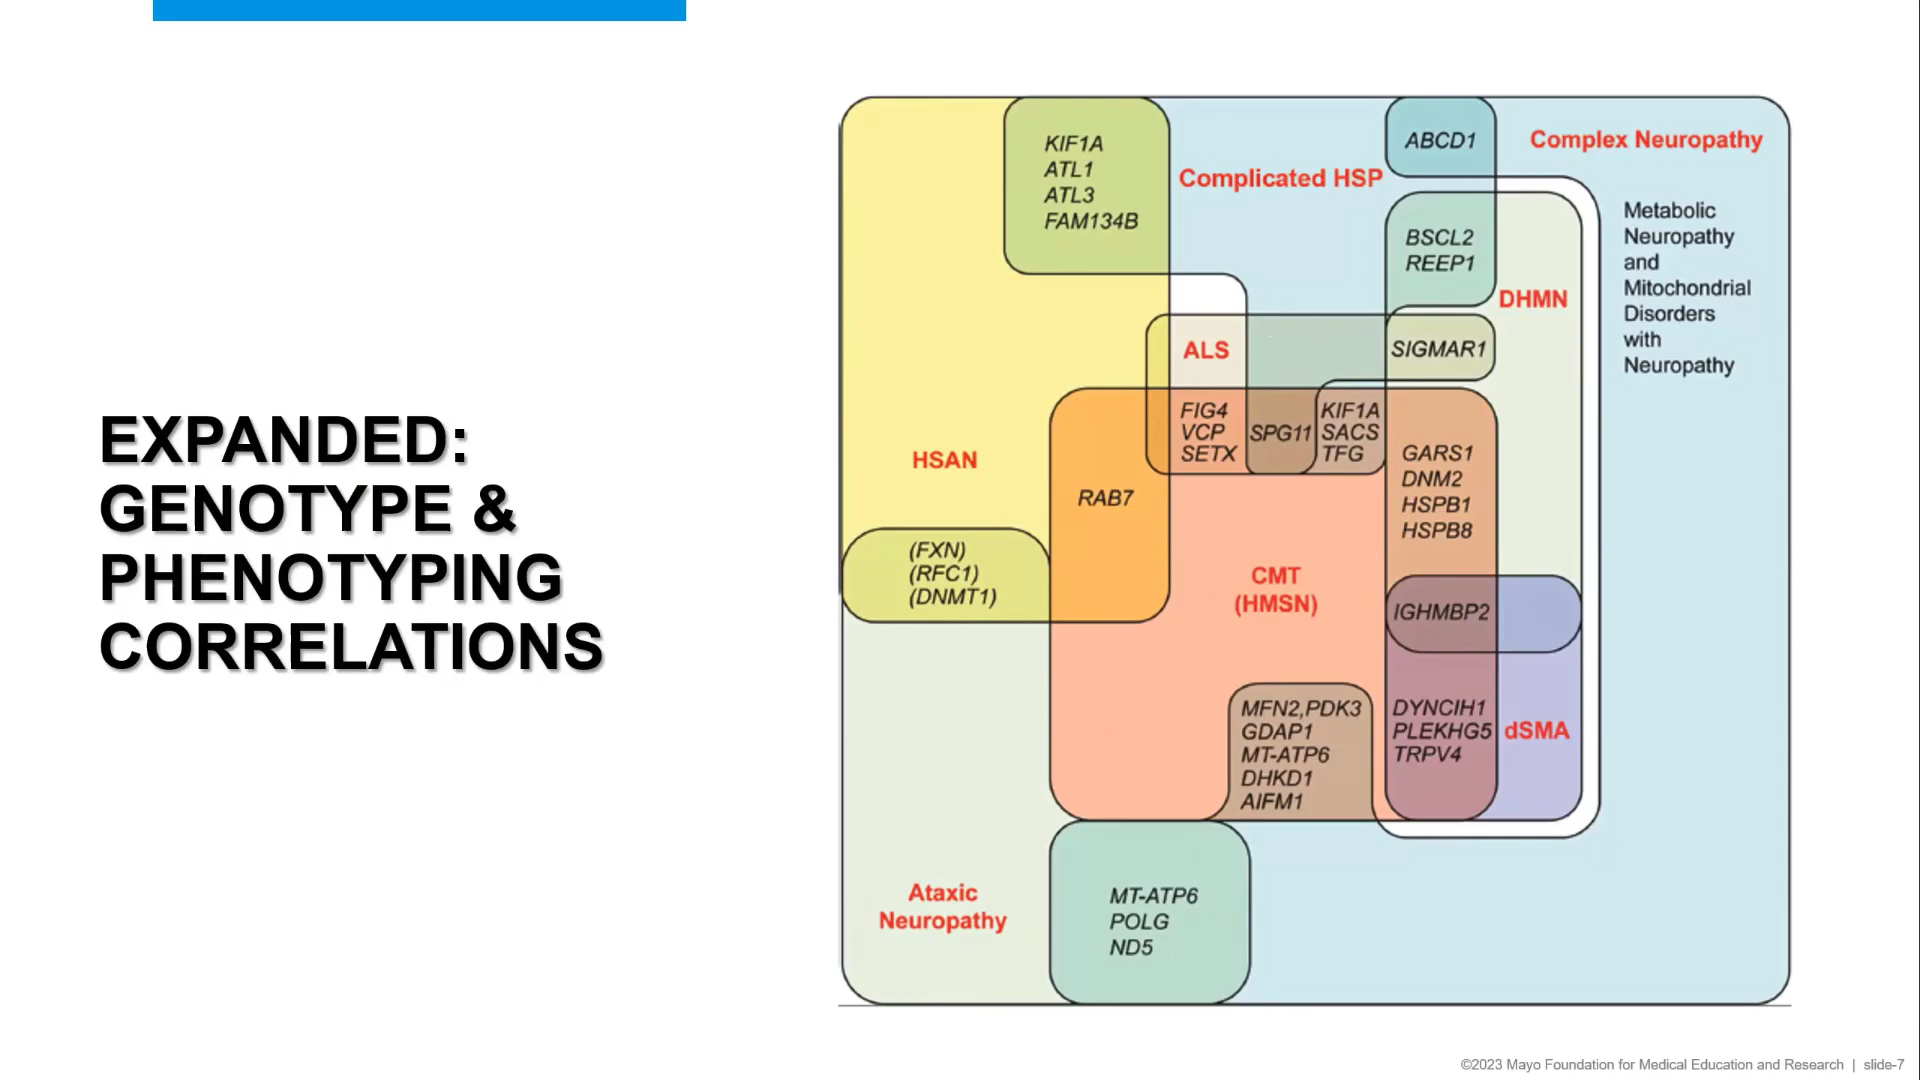 EXPANDED:
GENOTYPE &
PHENOTYPING
CORRELATIONS
KIF1A
ATL1
ATL3
FAM134B
Complicated HSP
ABCD1
Complex Neuropathy
Metabolic
Neuropathy
and
Mitochondrial
Disorders
with
Neuropathy
BSCL2
REEP1
DHMN
SIGMAR1
ALS
FIG4
VCP
SETX
SPG11
KIF1A
SACS
TFG
HSAN
RAB7
GARS1
DNM2
HSPB1
HSPB8
(FXN)
(RFC1)
(DNMT1)
CMT
(HMSN)
IGHMBP2
MFN2,PDK3
GDAP1
MT-ATP6
DHKD1
AIFM1
DYNCIH1
PLEKHG5
TRPV4
dSMA
Ataxic
Neuropathy
MT-ATP6
POLG
ND5
©2023 Mayo Foundation for Medical Education and Research | slide-7